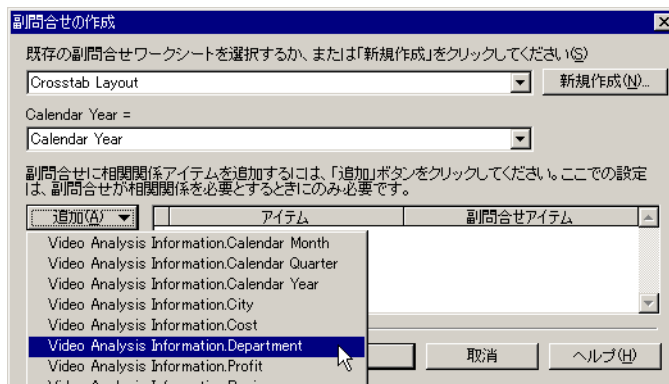 副問合せの作成
既存の副問合せワークシートを選択するか、または「新規作成」をクリックしてください(S)
Crosstab Layout
新規作成(N)...
Calendar Year =
Calendar Year
副問合せに相関関係アイテムを追加するには、「追加」ボタンをクリックしてください。ここでの設定
は、副問合せが相関関係を必要とするときにのみ必要です。
追加(A) アイテム 副問合せアイテム
Video Analysis Information.Calendar Month
Video Analysis Information.Calendar Quarter
Video Analysis Information.Calendar Year
Video Analysis Information.City
Video Analysis Information.Cost
Video Analysis Information.Department
取消 ヘルプ(H)
Video Analysis Information.Profit